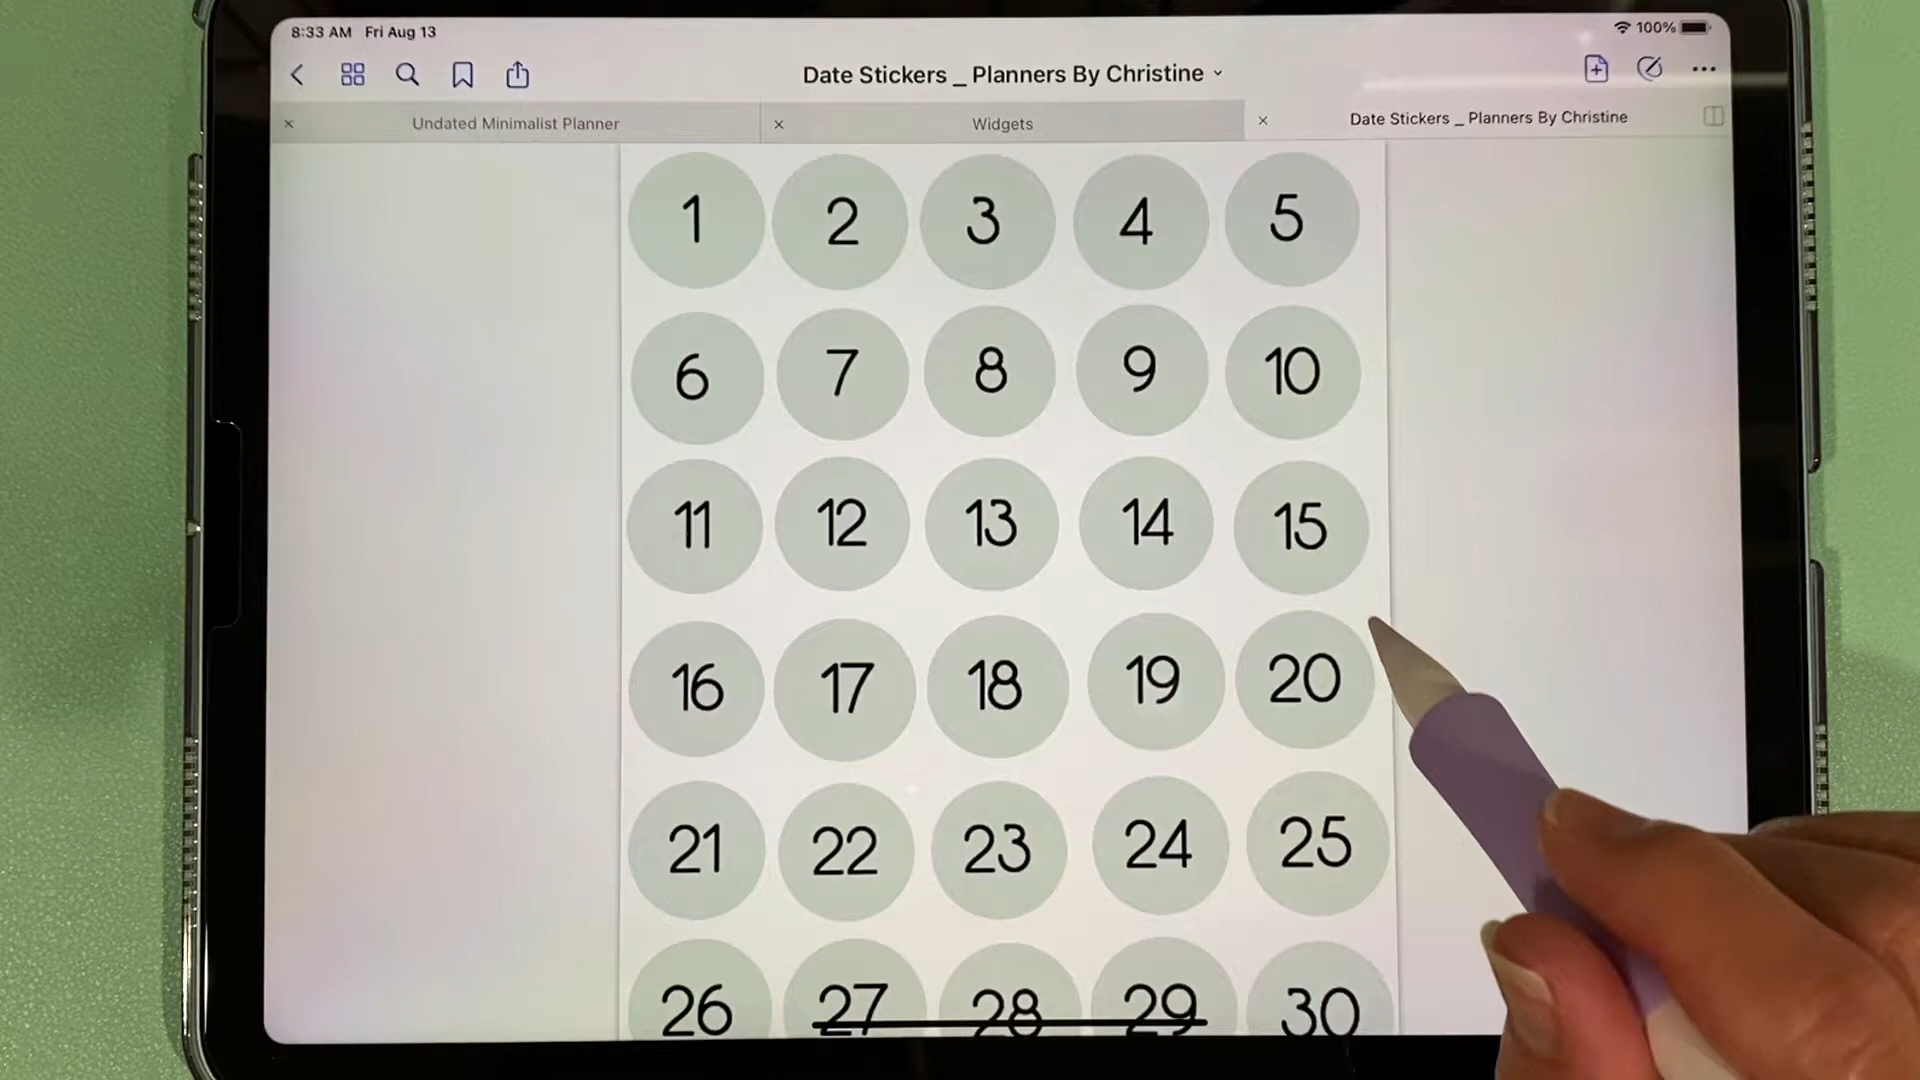 8:33 AM Fri Aug 13
100%
Date Stickers _ Planners By Christine
Undated Minimalist Planner
Widgets
Date Stickers _ Planners By Christine
1 2 3 4 5
6 7 8 9 10
11 12 13 14 15
16 17 18 19 20
21 22 23 24 25
26 27 28 29 30